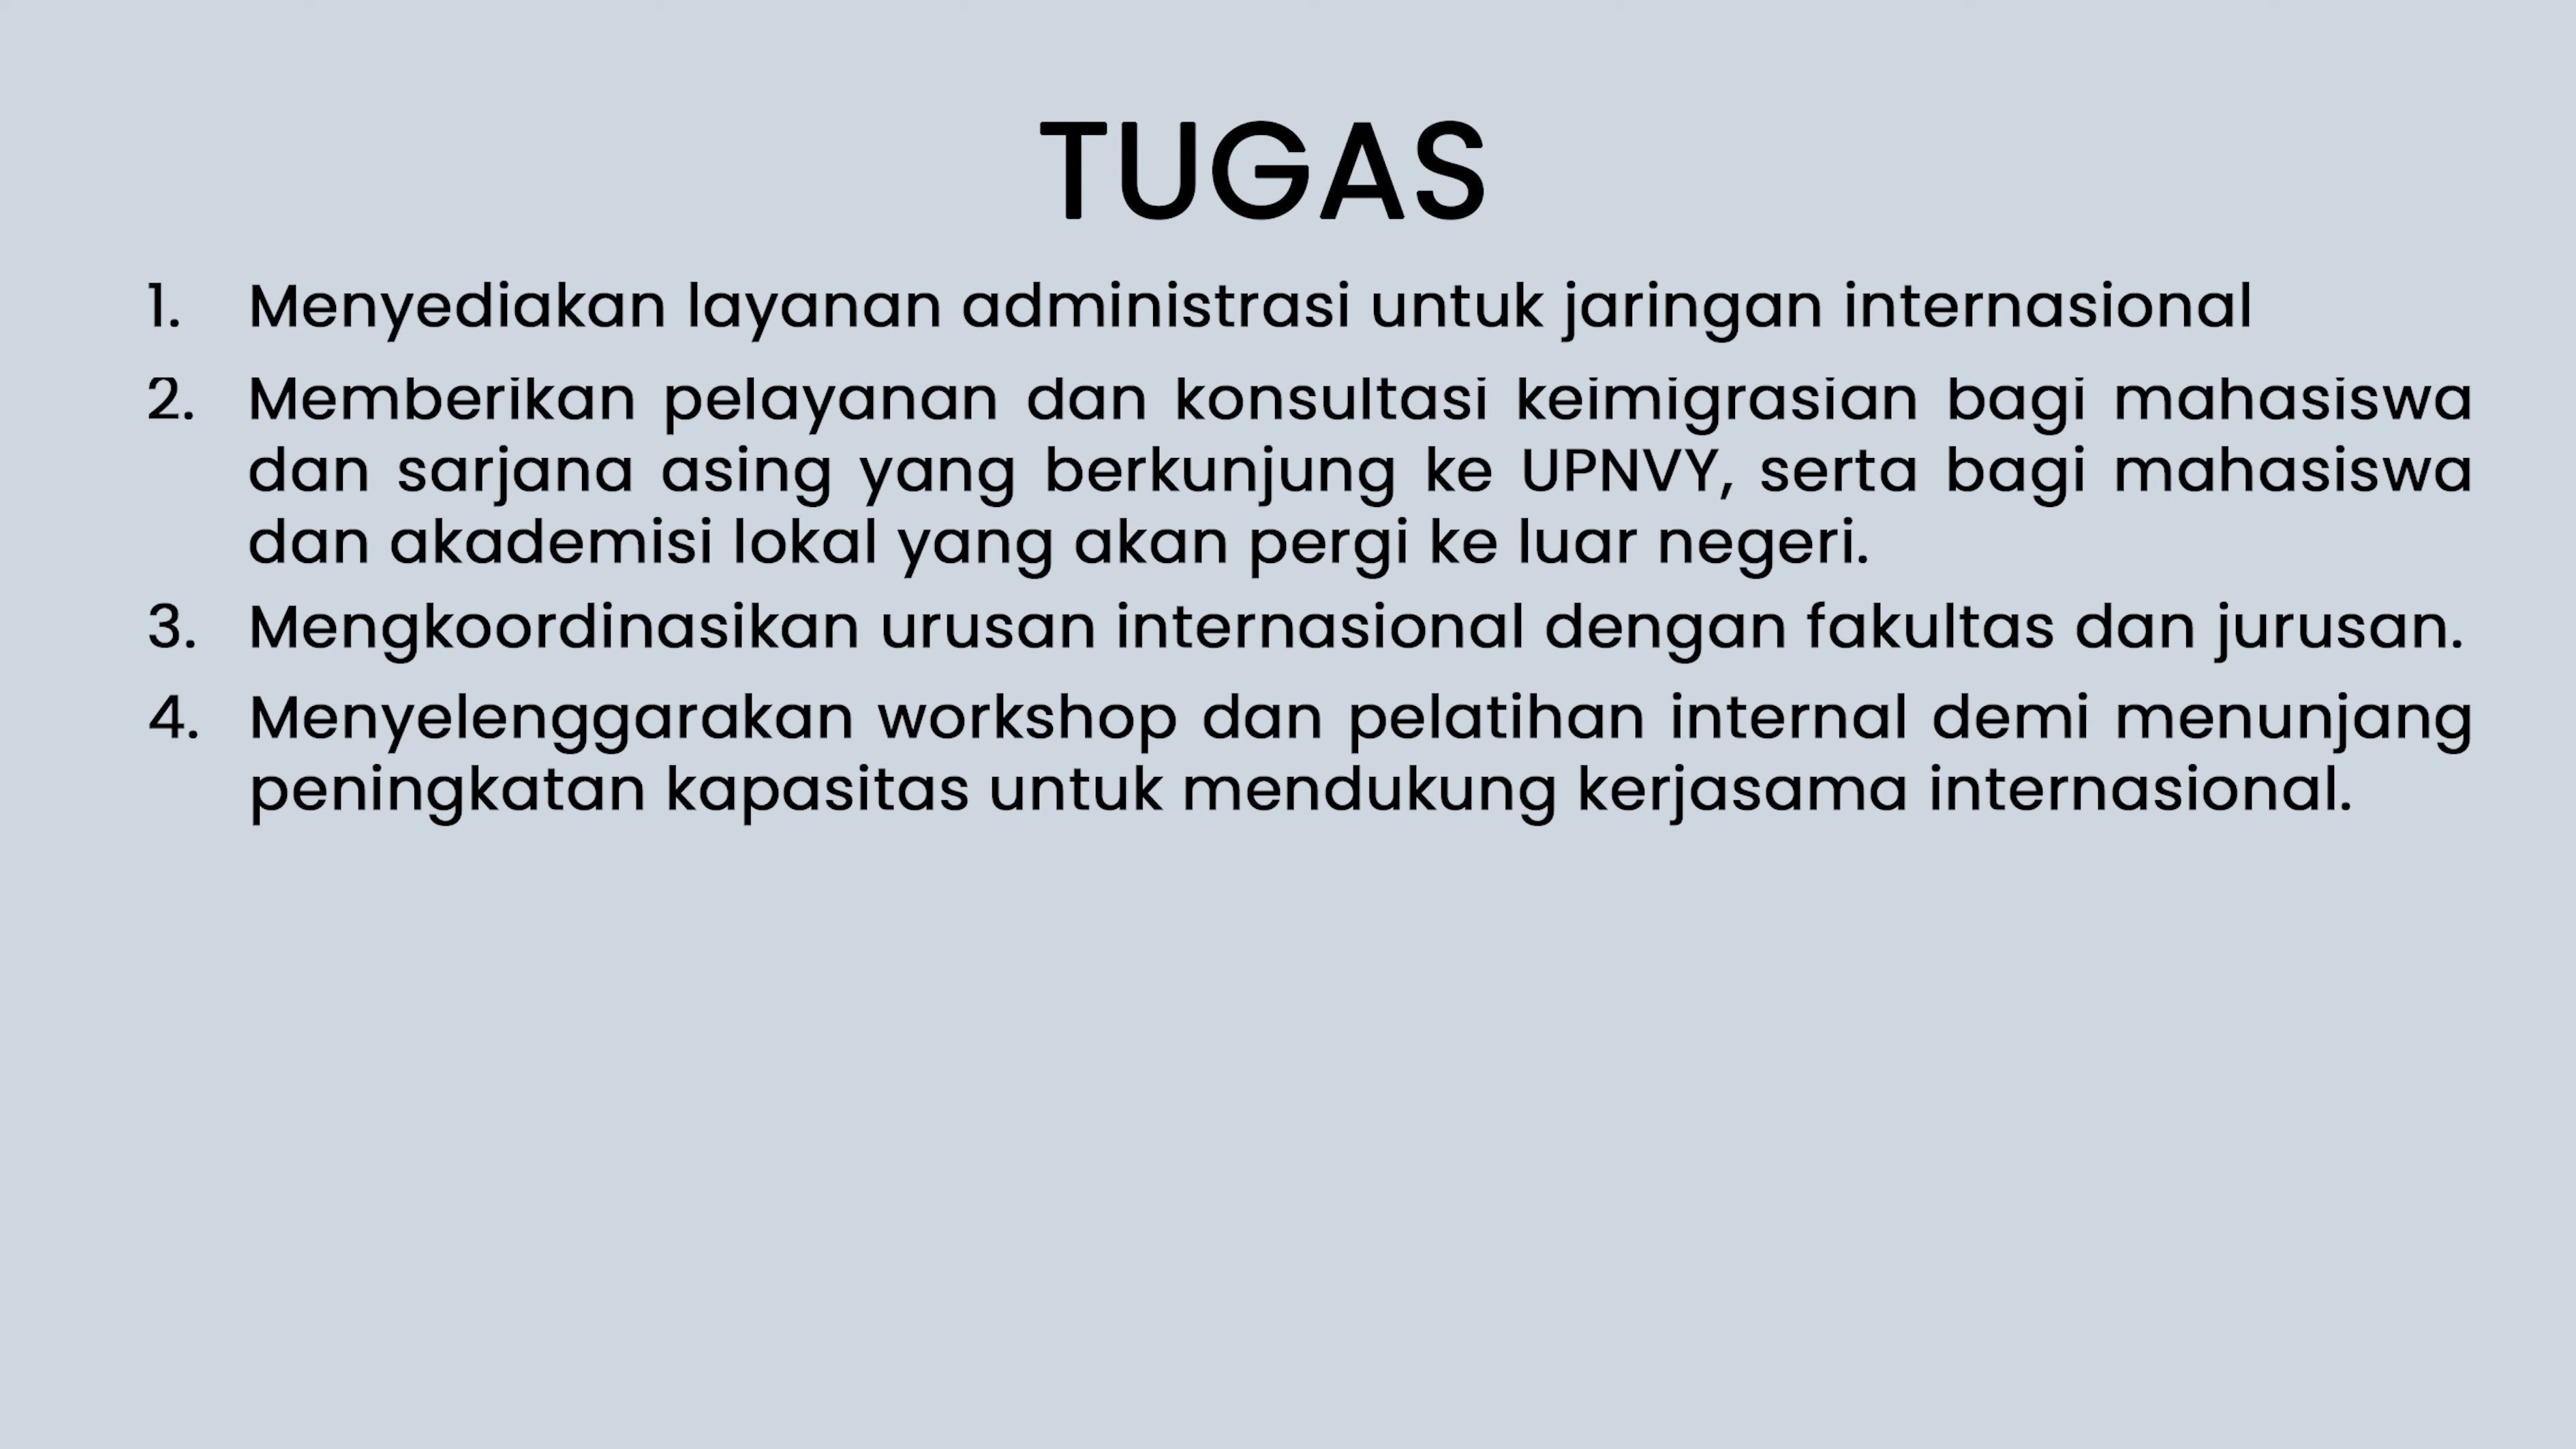 TUGAS
1. Menyediakan layanan administrasi untuk jaringan internasional
2. Memberikan pelayanan dan konsultasi keimigrasian bagi mahasiswa
dan sarjana asing yang berkunjung ke UPNVY, serta bagi mahasiswa
dan akademisi lokal yang akan pergi ke luar negeri.
3. Mengkoordinasikan urusan internasional dengan fakultas dan jurusan.
4. Menyelenggarakan workshop dan pelatihan internal demi menunjang
peningkatan kapasitas untuk mendukung kerjasama internasional.